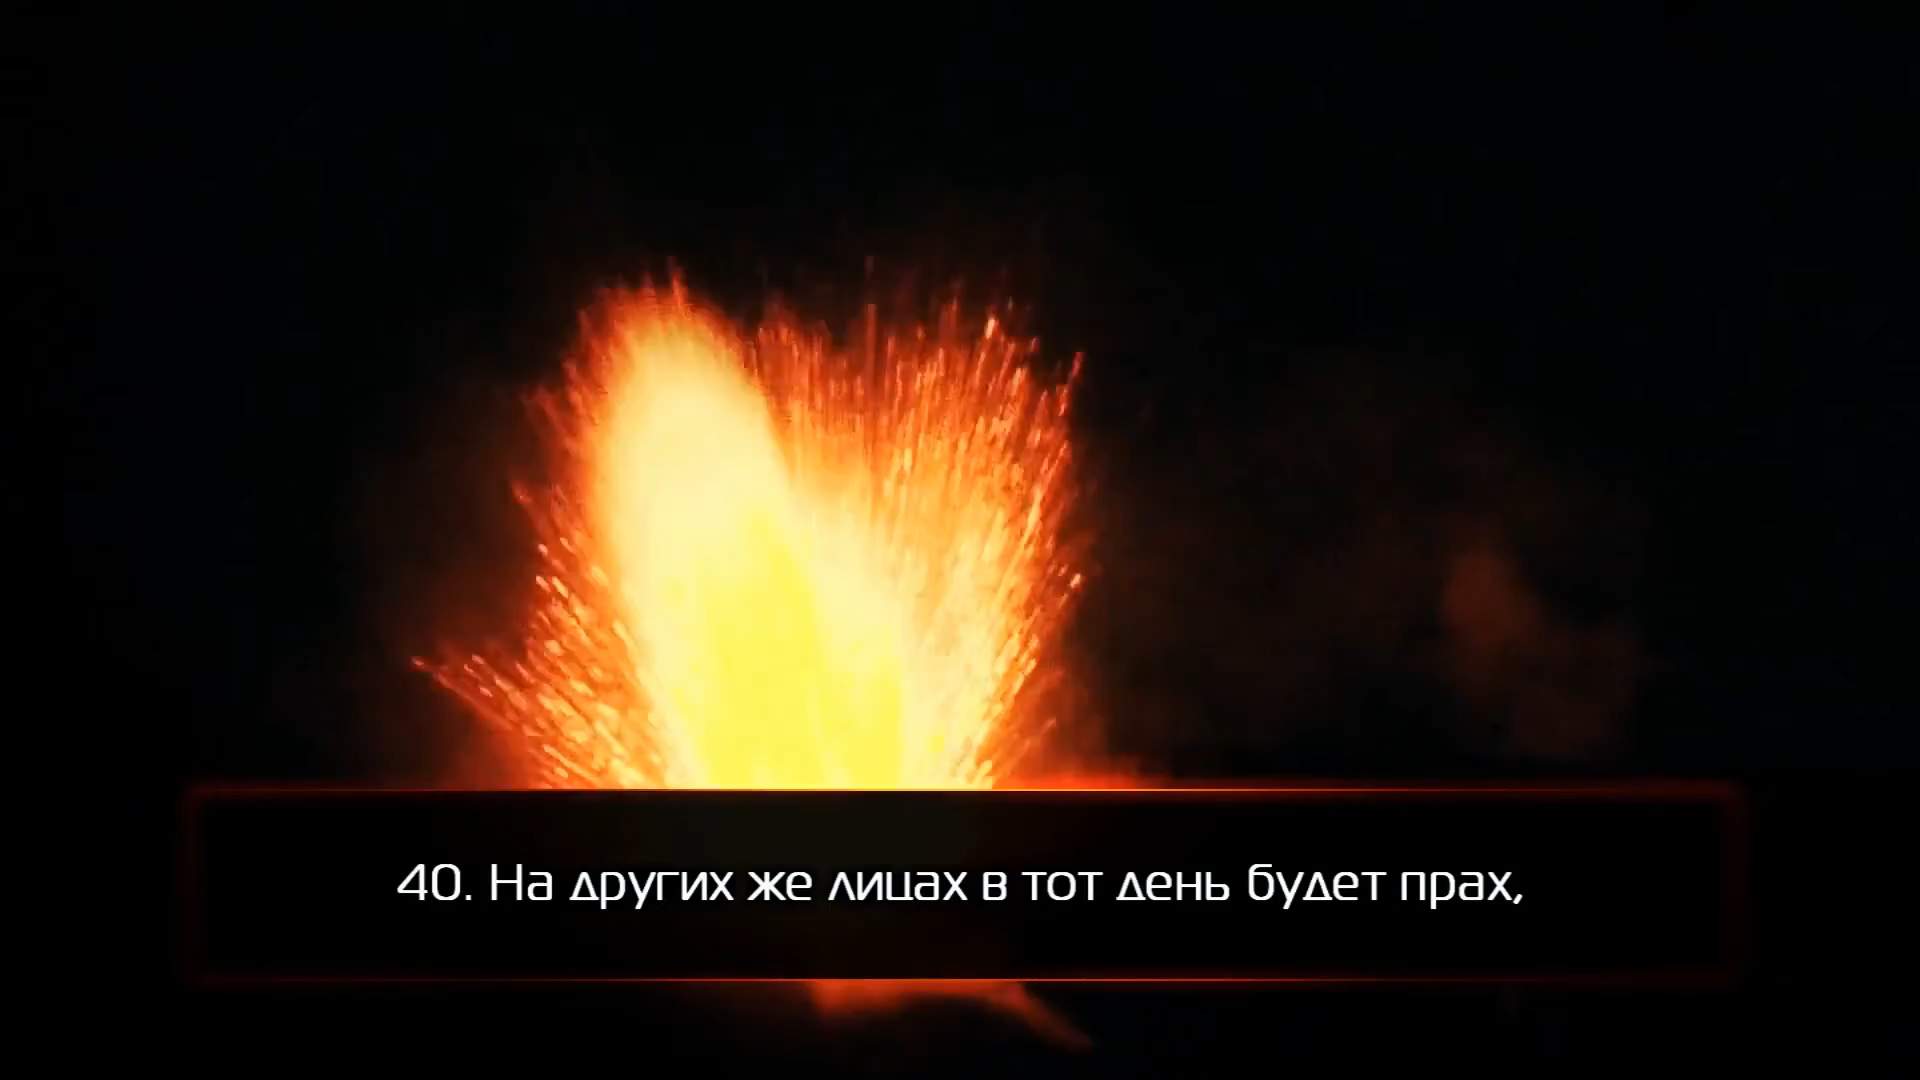 40. На других же лицах в тот день будет прах,